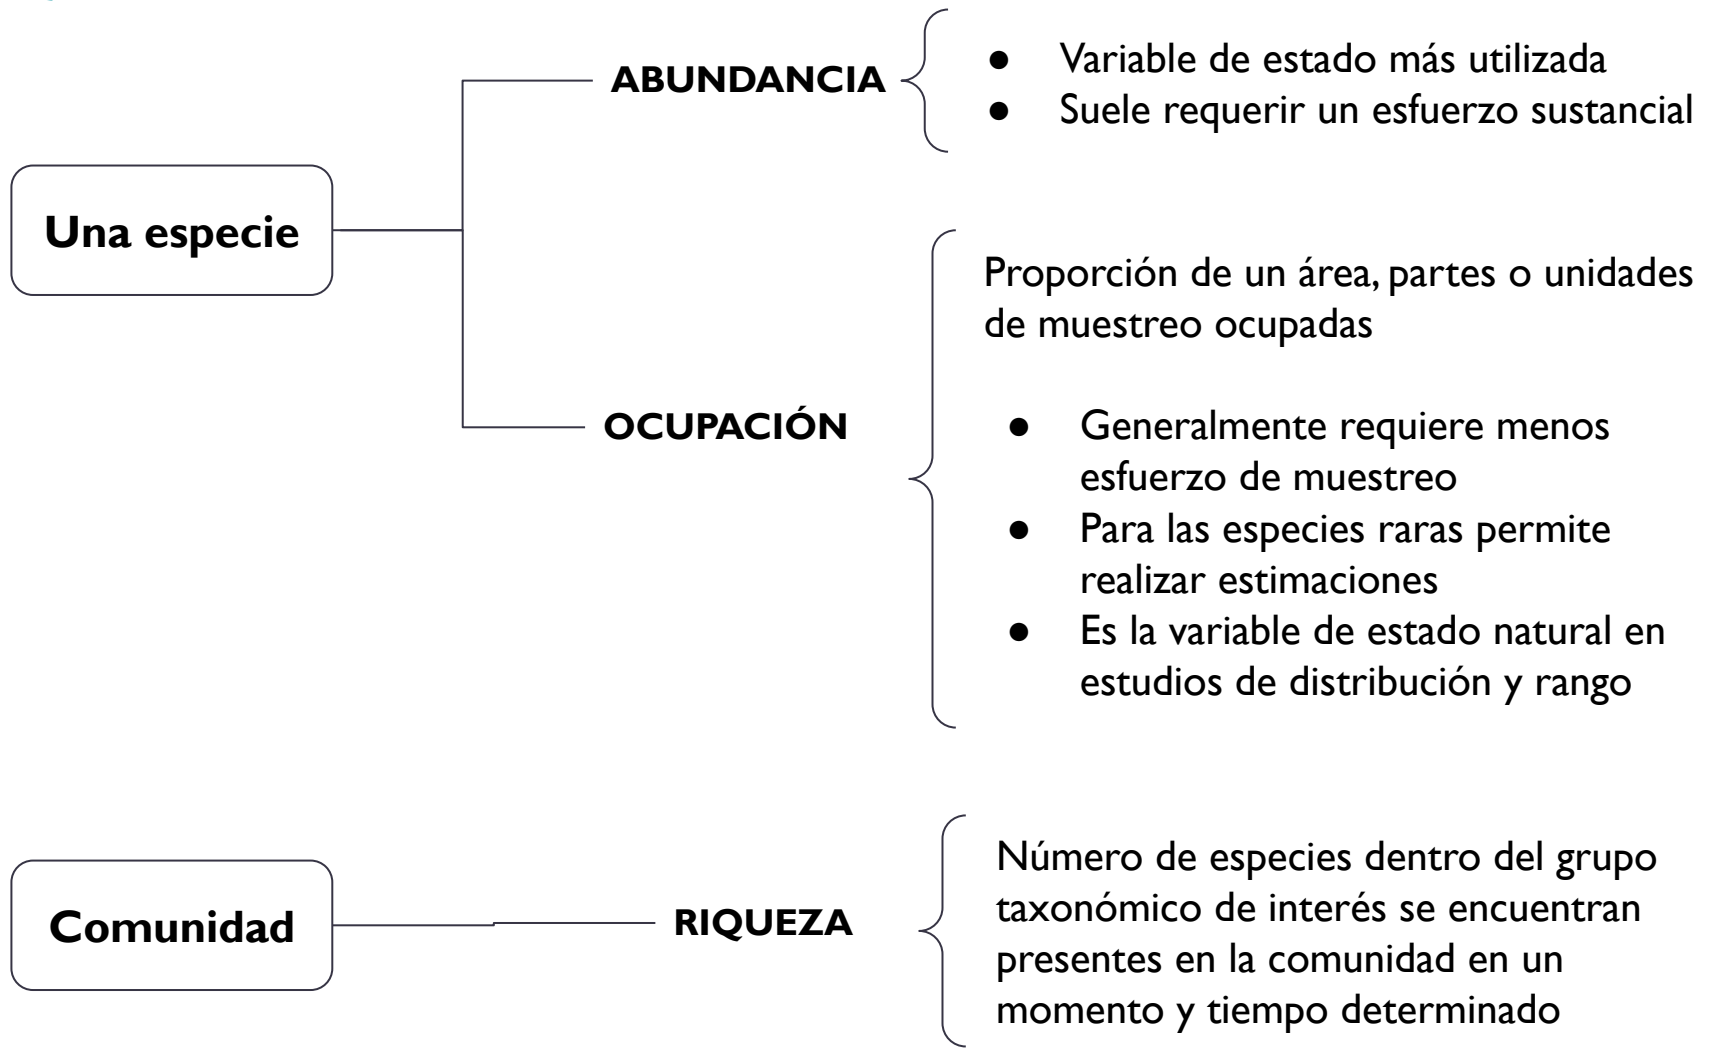 ABUNDANCIA
● Variable de estado más utilizada
● Suele requerir un esfuerzo sustancial
Una especie
OCUPACIÓN
Proporción de un área, partes o unidades
de muestreo ocupadas
● Generalmente requiere menos
esfuerzo de muestreo
● Para las especies raras permite
realizar estimaciones
● Es la variable de estado natural en
estudios de distribución y rango
Comunidad
RIQUEZA
Número de especies dentro del grupo
taxonómico de interés se encuentran
presentes en la comunidad en un
momento y tiempo determinado